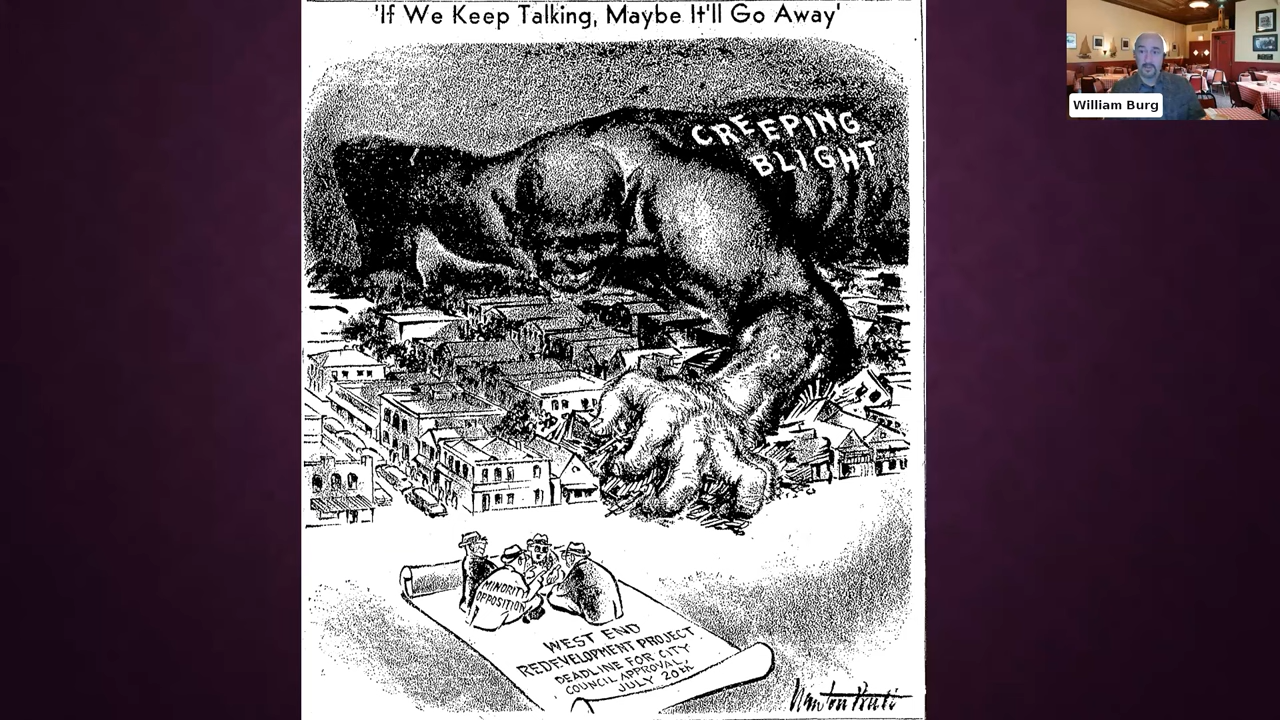 'If We Keep Talking, Maybe It'll Go Away'
William Burg
CREEPING
BLIGHT
MINORITY
OPPOSITION
WEST END
REDEVELOPMENT PROJECT
DEADLINE FOR CITY
COUNCIL APPROVAL,
JULY 20th